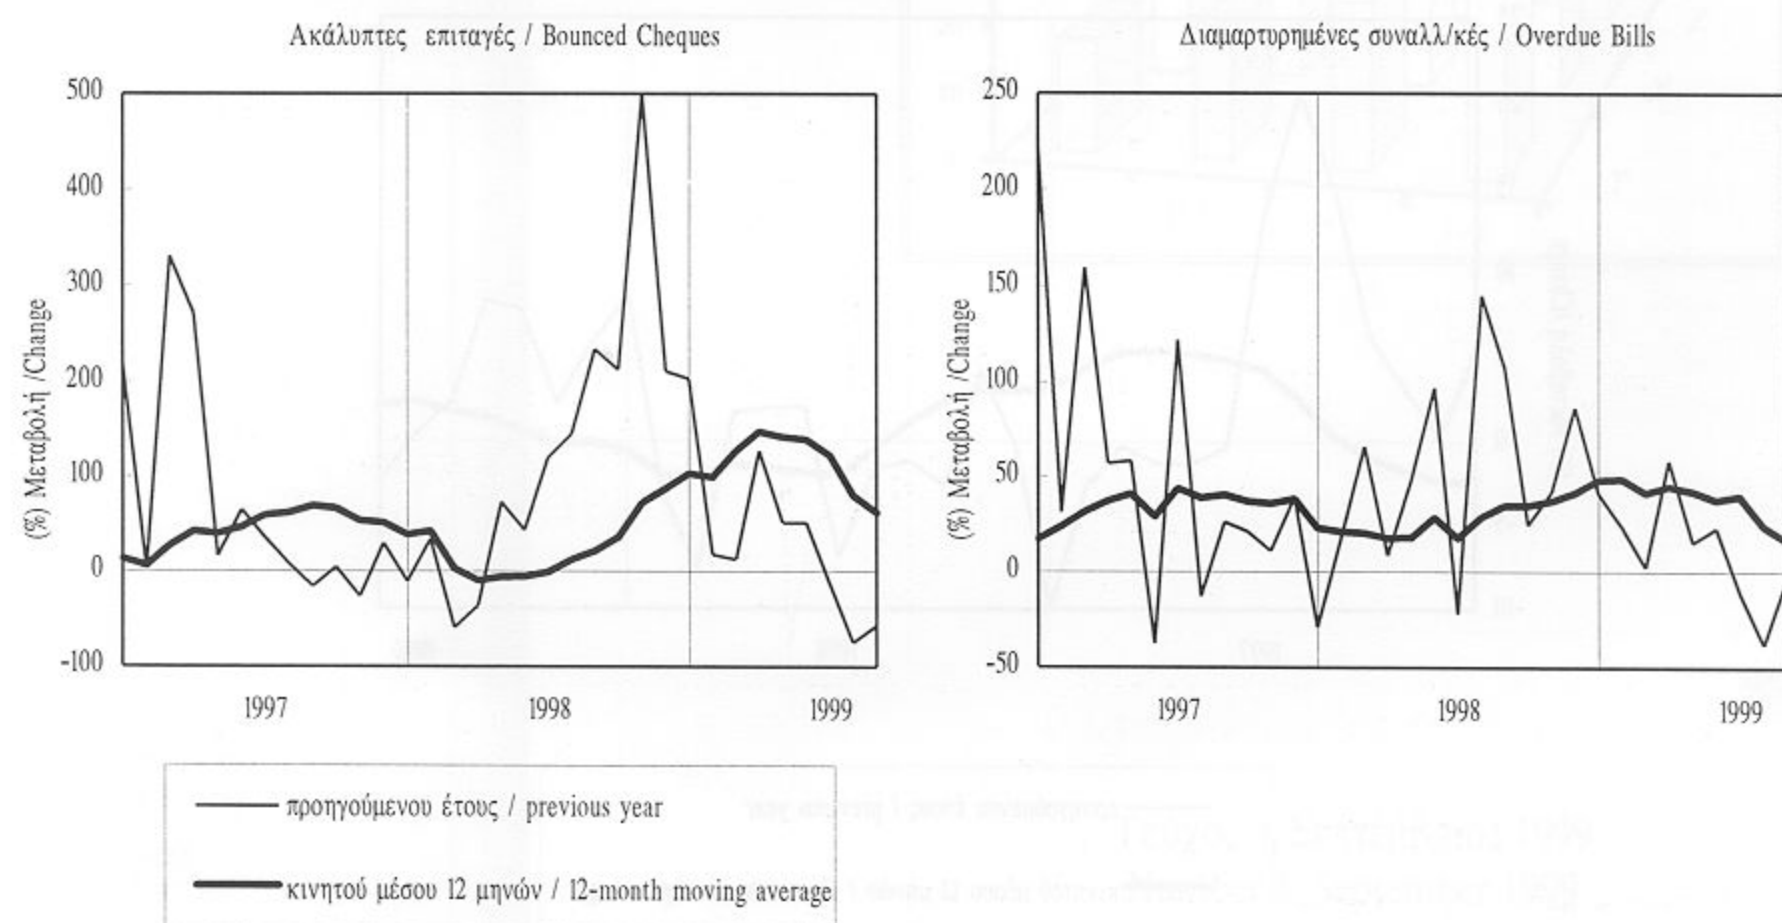 Ακάλυπτες επιταγές / Bounced Cheques
500
400
300
200
100
0
-100
(%) Μεταβολή /Change
1997 1998 1999
Διαμαρτυρημένες συναλλ/κές / Overdue Bills
250
200
150
100
50
0
-50
(%) Μεταβολή /Change
1997 1998 1999
προηγούμενου έτους / previous year
κινητού μέσου 12 μηνών / 12-month moving average